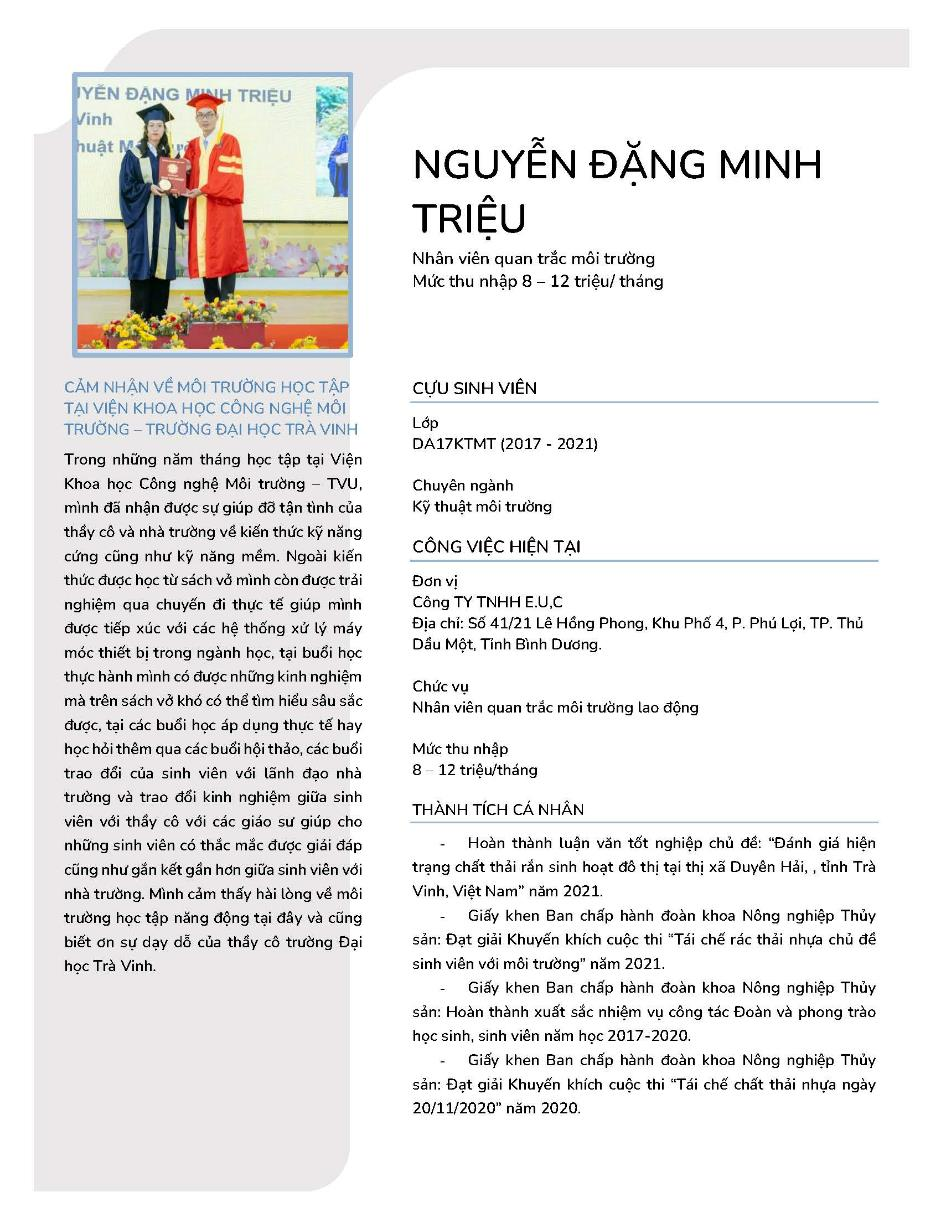 UYỄN ĐẶNG MINH TRIỆU
Vinh
huật M
NGUYỄN ĐẶNG MINH
TRIỆU
Nhân viên quan trắc môi trường
Mức thu nhập 8 – 12 triệu/ tháng
CẢM NHẬN VỀ MÔI TRƯỜNG HỌC TẬP
TẠI VIỆN KHOA HỌC CÔNG NGHỆ MÔI
TRƯỜNG – TRƯỜNG ĐẠI HỌC TRÀ VINH
Trong những năm tháng học tập tại Viện
Khoa học Công nghệ Môi trường – TVU,
mình đã nhận được sự giúp đỡ tận tình của
thầy cô và nhà trường về kiến thức kỹ năng
cứng cũng như kỹ năng mềm. Ngoài kiến
thức được học từ sách vở mình còn được trải
nghiệm qua chuyến đi thực tế giúp mình
được tiếp xúc với các hệ thống xử lý máy
móc thiết bị trong ngành học, tại buổi học
thực hành mình có được những kinh nghiệm
mà trên sách vở khó có thể tìm hiểu sâu sắc
được, tại các buổi học áp dụng thực tế hay
học hỏi thêm qua các buổi hội thảo, các buổi
trao đổi của sinh viên với lãnh đạo nhà
trường và trao đổi kinh nghiệm giữa sinh
viên với thầy cô với các giáo sư giúp cho
những sinh viên có thắc mắc được giải đáp
cũng như gắn kết gần hơn giữa sinh viên với
nhà trường. Mình cảm thấy hài lòng về môi
trường học tập năng động tại đây và cũng
biết ơn sự dạy dỗ của thầy cô trường Đại
học Trà Vinh.
CỰU SINH VIÊN
Lớp
DA17KTMT (2017 - 2021)
Chuyên ngành
Kỹ thuật môi trường
CÔNG VIỆC HIỆN TẠI
Đơn vị
Công TY TNHH E.U,C
Địa chỉ: Số 41/21 Lê Hồng Phong, Khu Phố 4, P. Phú Lợi, TP. Thủ
Dầu Một, Tỉnh Bình Dương.
Chức vụ
Nhân viên quan trắc môi trường lao động
Mức thu nhập
8 – 12 triệu/tháng
THÀNH TÍCH CÁ NHÂN
- Hoàn thành luận văn tốt nghiệp chủ đề: “Đánh giá hiện
trạng chất thải rắn sinh hoạt đô thị tại thị xã Duyên Hải, , tỉnh Trà
Vinh, Việt Nam” năm 2021.
- Giấy khen Ban chấp hành đoàn khoa Nông nghiệp Thủy
sản: Đạt giải Khuyến khích cuộc thi “Tái chế rác thải nhựa chủ đề
sinh viên với môi trường” năm 2021.
- Giấy khen Ban chấp hành đoàn khoa Nông nghiệp Thủy
sản: Hoàn thành xuất sắc nhiệm vụ công tác Đoàn và phong trào
học sinh, sinh viên năm học 2017-2020.
- Giấy khen Ban chấp hành đoàn khoa Nông nghiệp Thủy
sản: Đạt giải Khuyến khích cuộc thi “Tái chế chất thải nhựa ngày
20/11/2020” năm 2020.